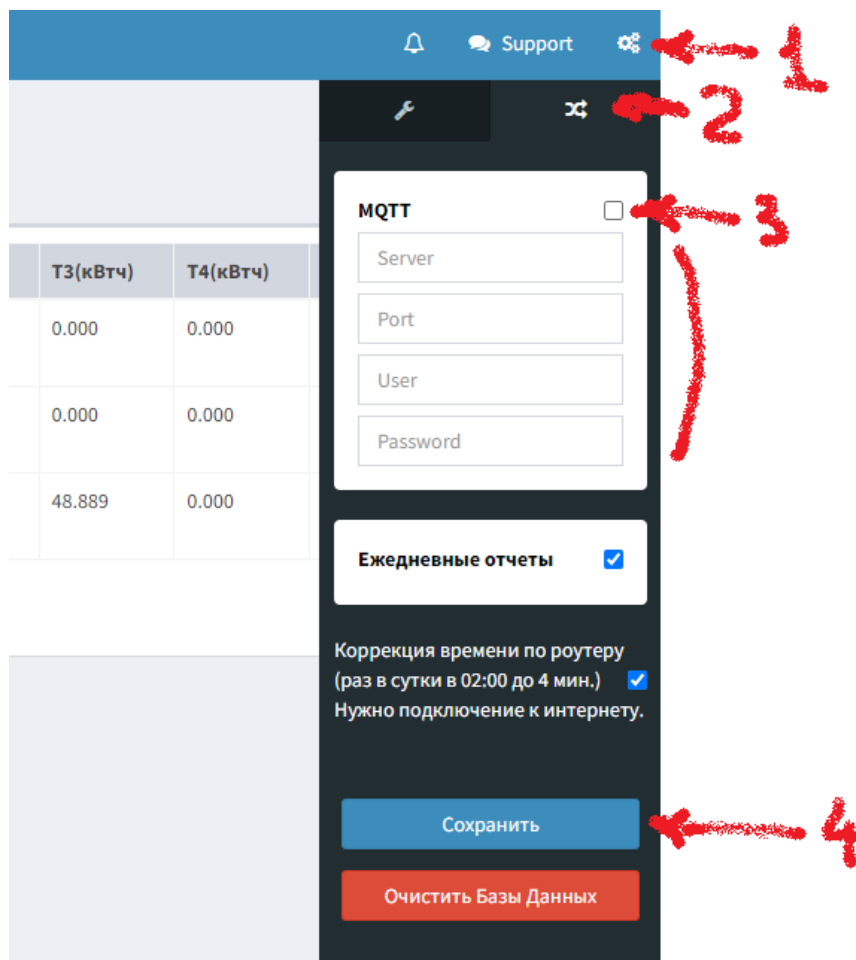 Support
1
2
MQTT
3
Server
Port
User
Password
T3(кВтч) T4(кВтч)
0.000 0.000
0.000 0.000
48.889 0.000
Ежедневные отчеты
Коррекция времени по роутеру
(раз в сутки в 02:00 до 4 мин.)
Нужно подключение к интернету.
Сохранить
4
Очистить Базы Данных